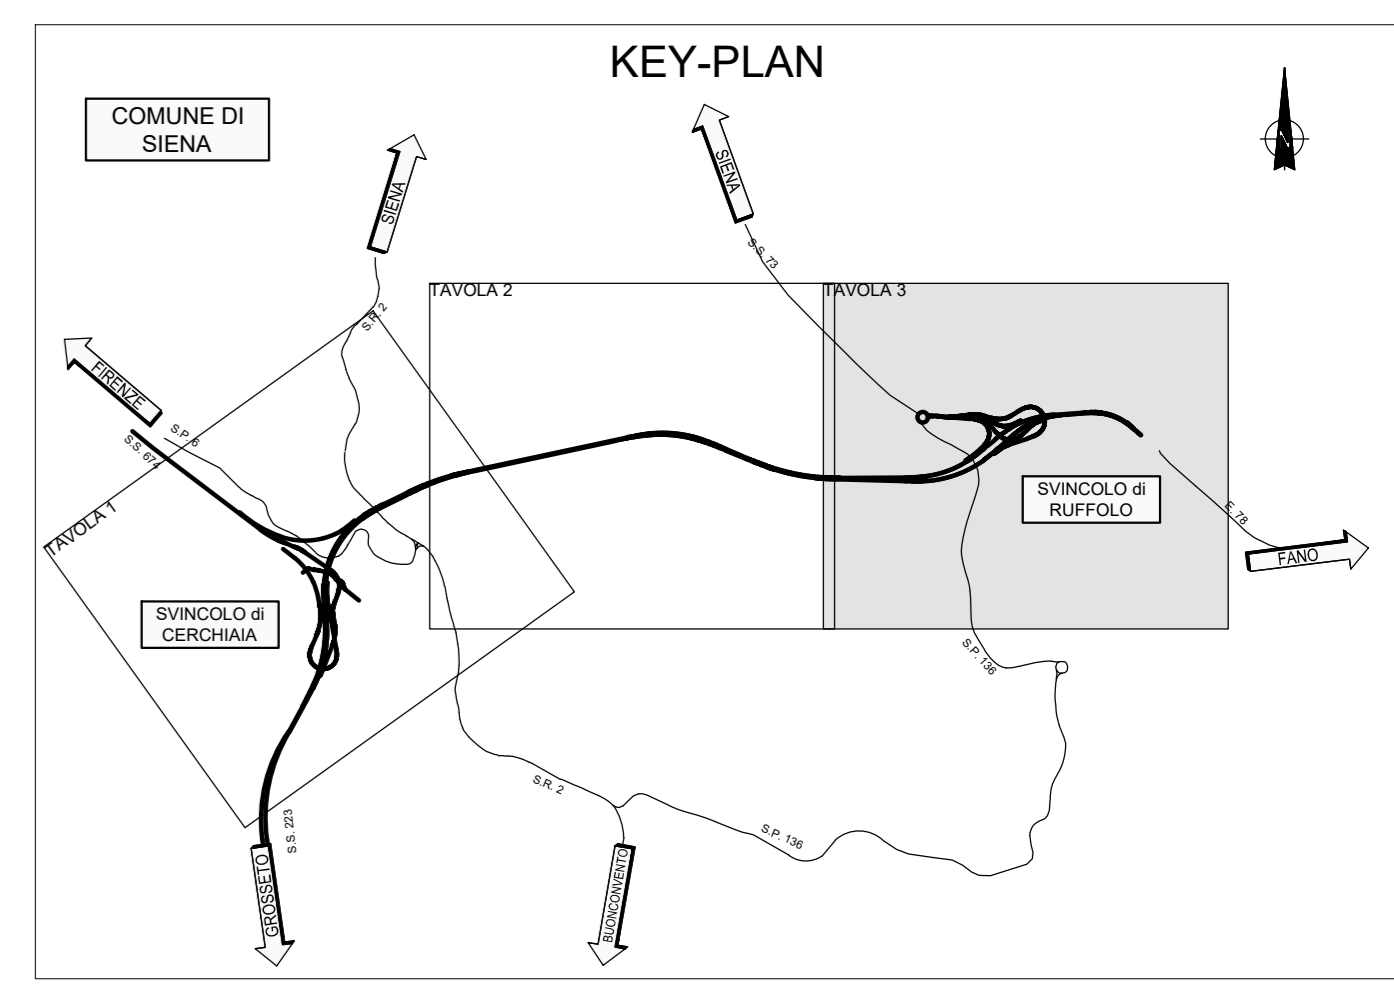 KEY-PLAN
COMUNE DI
SIENA
N
SIENA
SIENA
S.S. 73
TAVOLA 2
TAVOLA 3
S.R. 2
FIRENZE
S.P. 6
S.S. 674
TAVOLA 1
SVINCOLO di
RUFFOLO
E. 78
FANO
SVINCOLO di
CERCHIAIA
S.P. 136
S.R. 2
S.S. 223
S.P. 136
GROSSETO
BUONCONVENTO